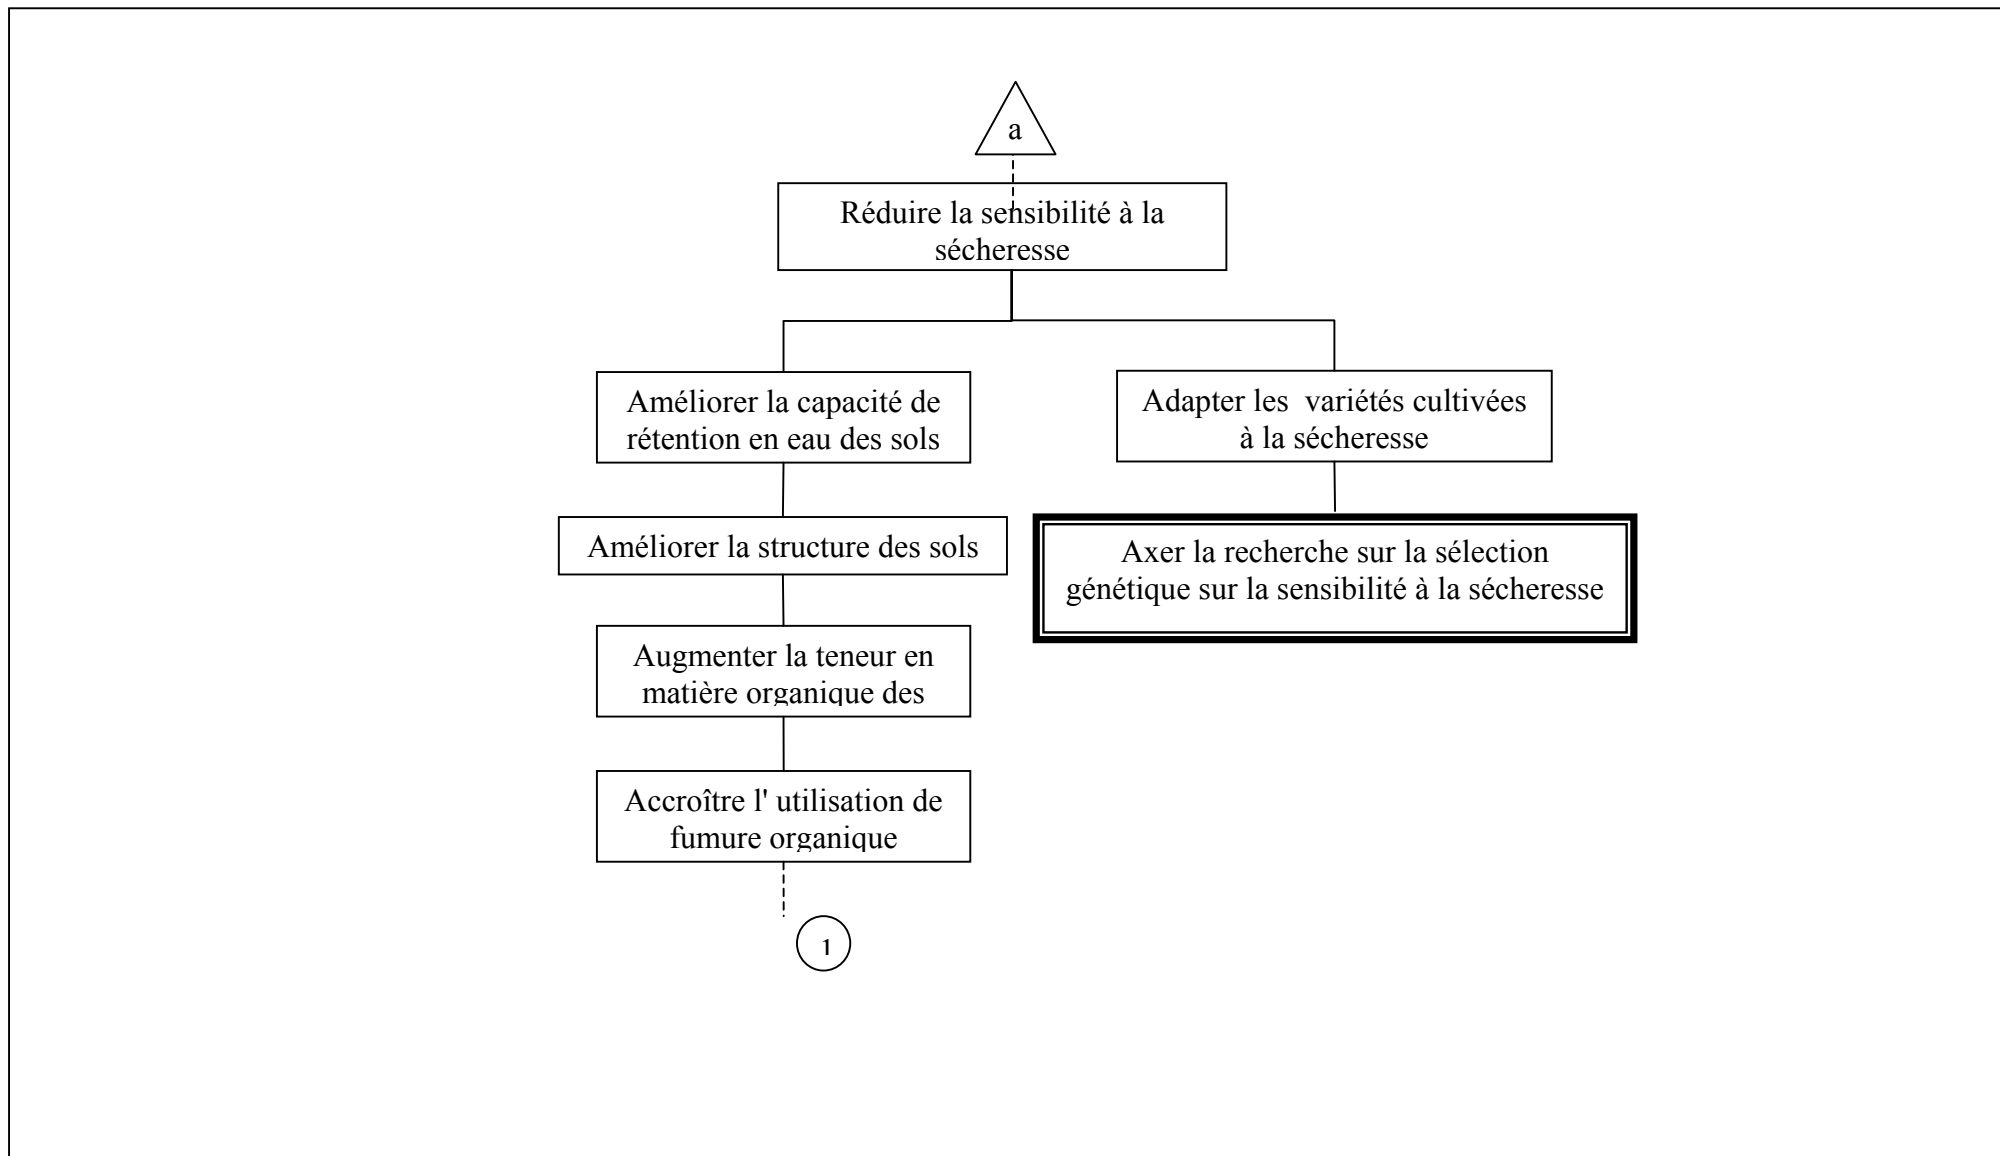 a
Réduire la sensibilité à la
sécheresse
Améliorer la capacité de
rétention en eau des sols
Adapter les  variétés cultivées
à la sécheresse
Améliorer la structure des sols
Axer la recherche sur la sélection
génétique sur la sensibilité à la sécheresse
Augmenter la teneur en
matière organique des
Accroître l' utilisation de
fumure organique
1